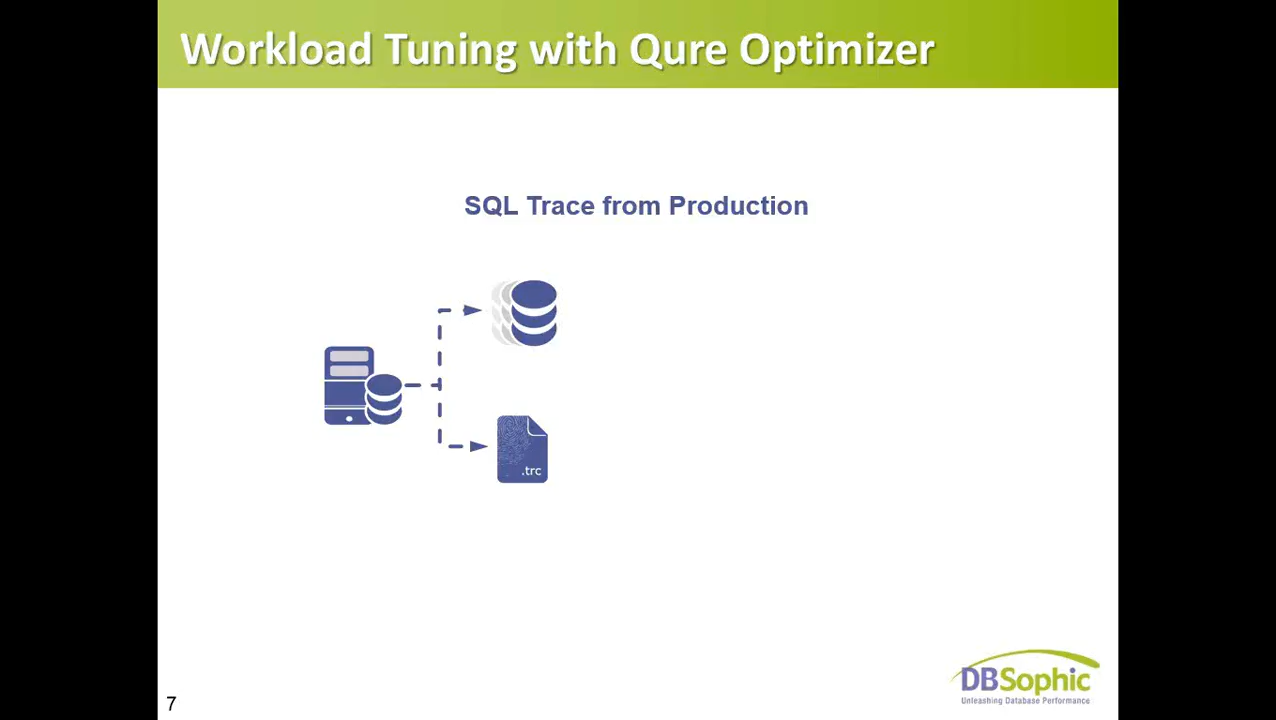 Workload Tuning with Qure Optimizer
SQL Trace from Production
.trc
DBSophic
Unleashing Database Performance
7